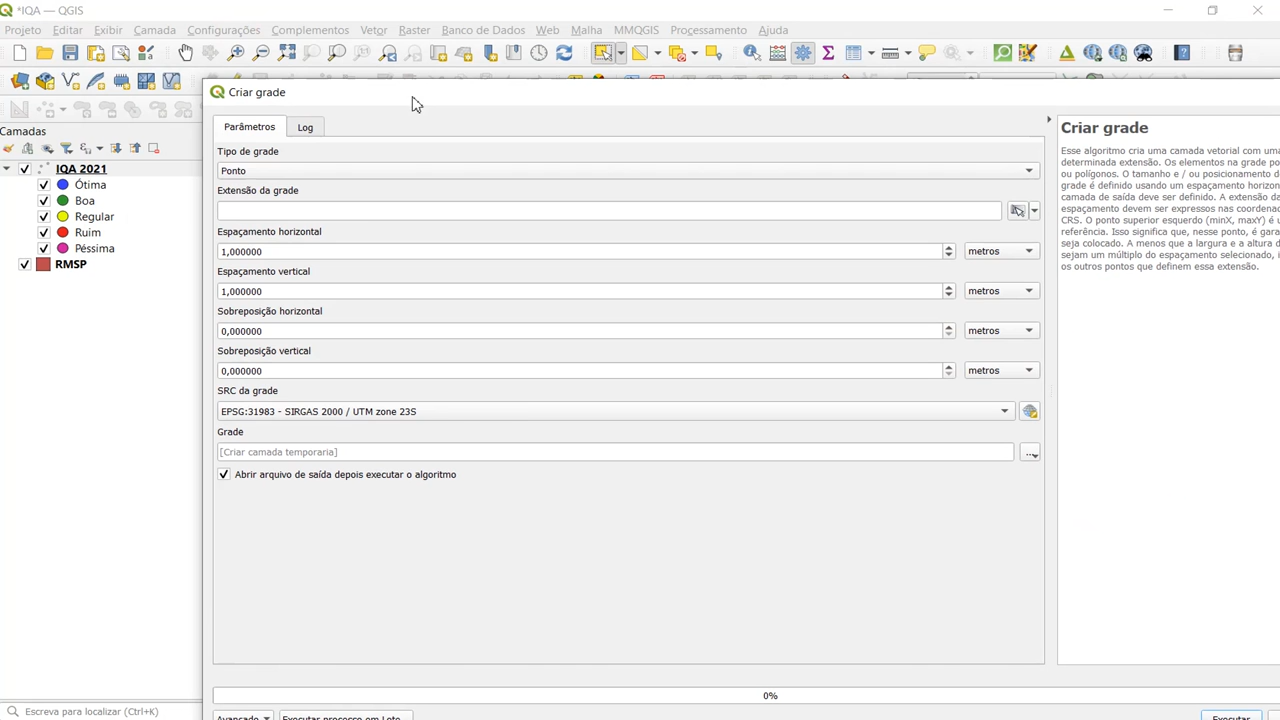 *IQA — QGIS
Projeto Editar Exibir Camada Configurações Complementos Vetor Raster Banco de Dados Web Malha MMQGIS Processamento Ajuda
Criar grade
Parâmetros Log
Camadas
IQA 2021
Ótima
Boa
Regular
Ruim
Péssima
RMSP
Tipo de grade
Ponto
Extensão da grade
Espaçamento horizontal
1,000000 metros
Espaçamento vertical
1,000000 metros
Sobreposição horizontal
0,000000 metros
Sobreposição vertical
0,000000 metros
SRC da grade
EPSG:31983 - SIRGAS 2000 / UTM zone 23S
Grade
[Criar camada temporaria]
...
Abrir arquivo de saída depois executar o algoritmo
Criar grade
Esse algoritmo cria uma camada vetorial com uma
determinada extensão. Os elementos na grade po
ou polígonos. O tamanho e / ou posicionamento d
grade é definido usando um espaçamento horizon
camada de saída deve ser definido. A extensão da
espaçamento devem ser expressos nas coordenad
CRS. O ponto superior esquerdo (minX, maxY) é u
referência. Isso significa que, nesse ponto, é gara
seja colocado. A menos que a largura e a altura d
sejam um múltiplo do espaçamento selecionado, i
os outros pontos que definem essa extensão.
0%
Avançado Executar processo em Lote... Executar
Escreva para localizar (Ctrl+K)